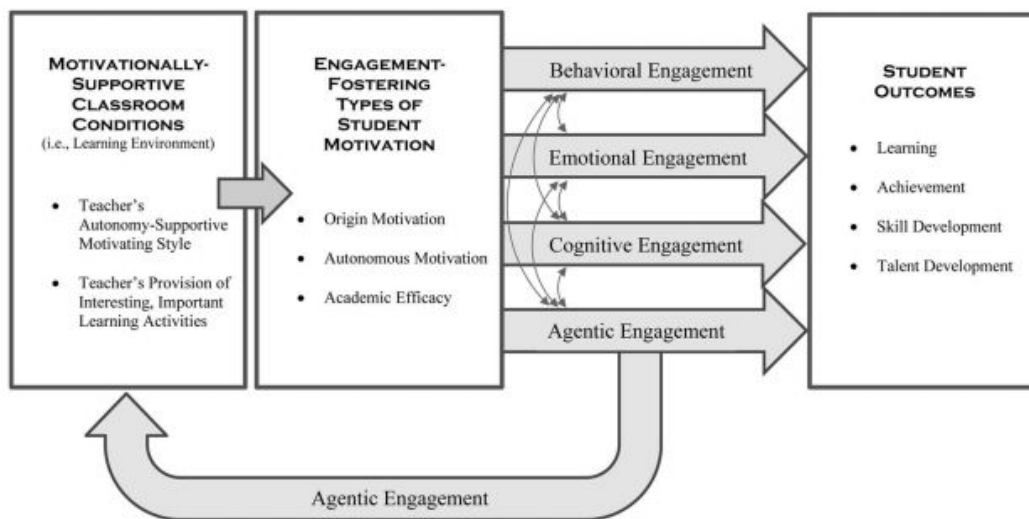 MOTIVATIONALLY-
SUPPORTIVE
CLASSROOM
CONDITIONS
(i.e., Learning Environment)
• Teacher's
Autonomy-Supportive
Motivating Style
• Teacher's Provision of
Interesting, Important
Learning Activities
ENGAGEMENT-
FOSTERING
TYPES OF
STUDENT
MOTIVATION
• Origin Motivation
• Autonomous Motivation
• Academic Efficacy
Behavioral Engagement
Emotional Engagement
Cognitive Engagement
Agentic Engagement
STUDENT
OUTCOMES
• Learning
• Achievement
• Skill Development
• Talent Development
Agentic Engagement